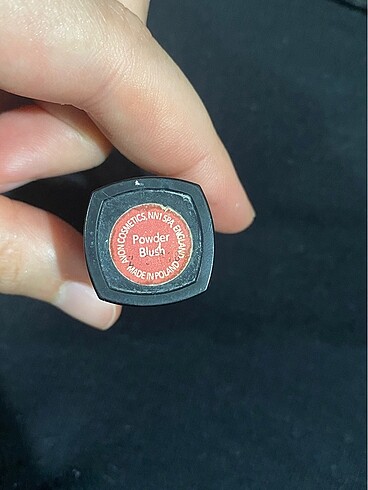 AVON COSMETICS, NN1 5PA, ENGLAND
Powder
Blush
MADE IN POLAND